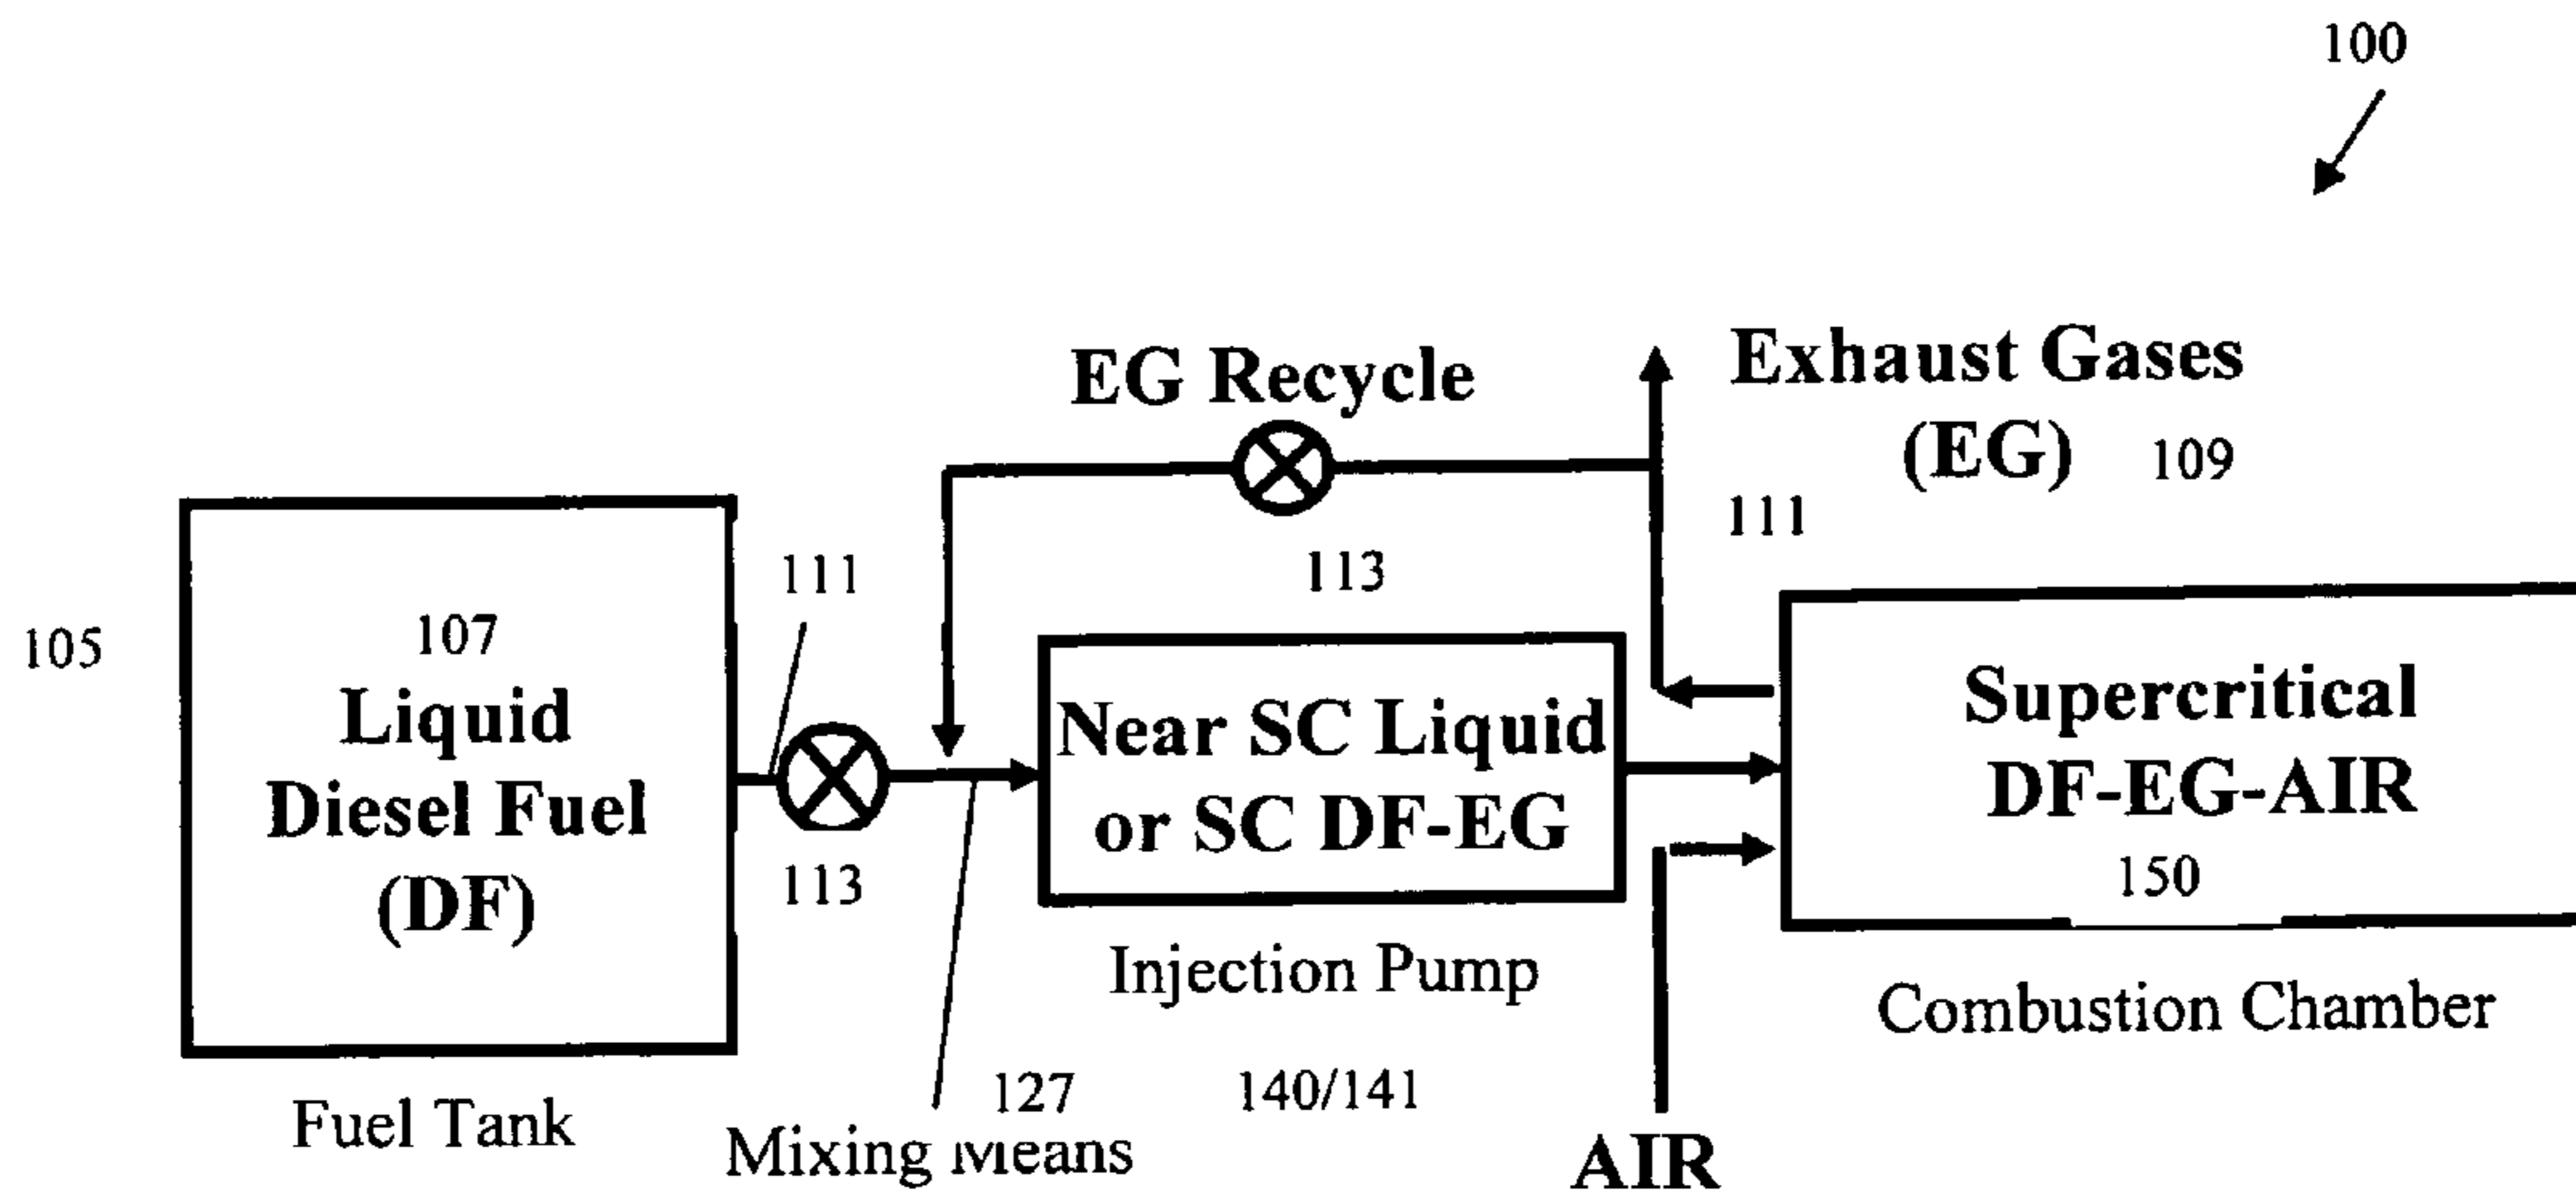 100
EG Recycle
Exhaust Gases
(EG) 109
111
113
111
105
107
Liquid
Diesel Fuel
(DF)
113
Near SC Liquid
or SC DF-EG
Supercritical
DF-EG-AIR
150
Injection Pump
Combustion Chamber
127
140/141
Fuel Tank
Mixing Means
AIR